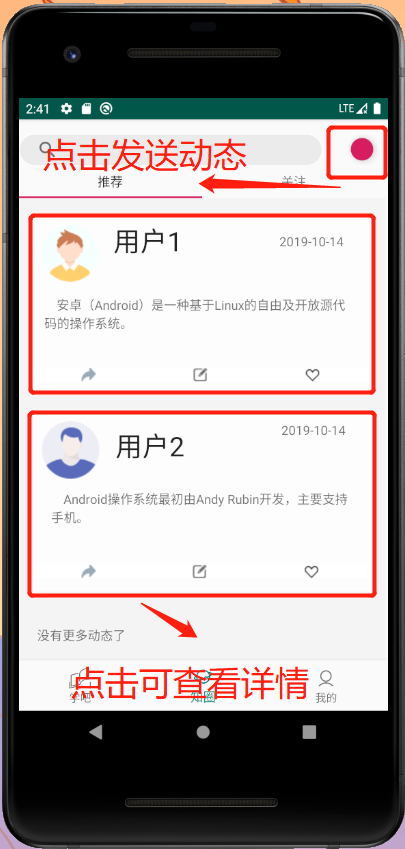 2:41
LTE
点击发送动态
推荐
关注
用户1
2019-10-14
安卓（Android）是一种基于Linux的自由及开放源代
码的操作系统。
用户2
2019-10-14
Android操作系统最初由Andy Rubin开发，主要支持
手机。
没有更多动态了
点击可查看详情
学吧
知圈
我的